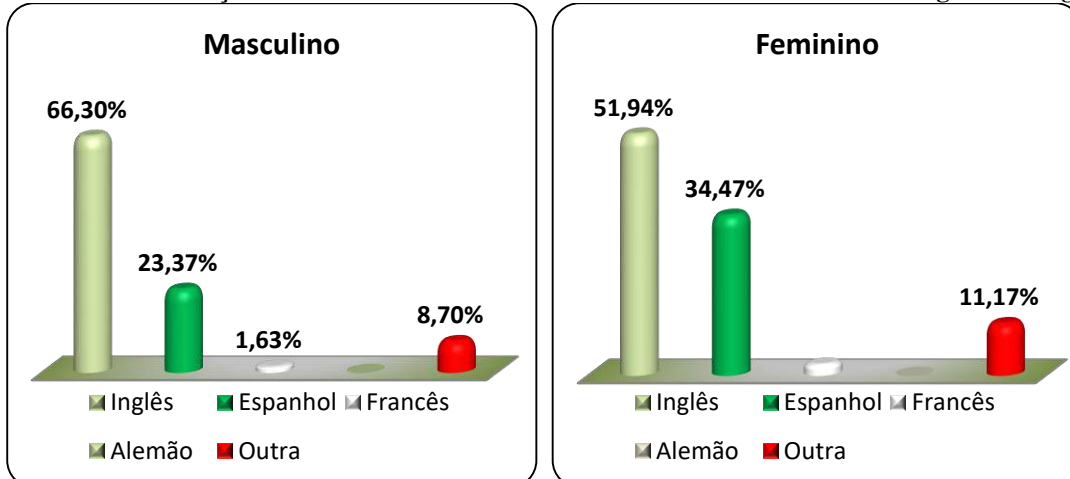 Masculino
66,30%
23,37%
1,63%
8,70%
Inglês Espanhol Francês
Alemão Outra
Feminino
51,94%
34,47%
11,17%
Inglês Espanhol Francês
Alemão Outra